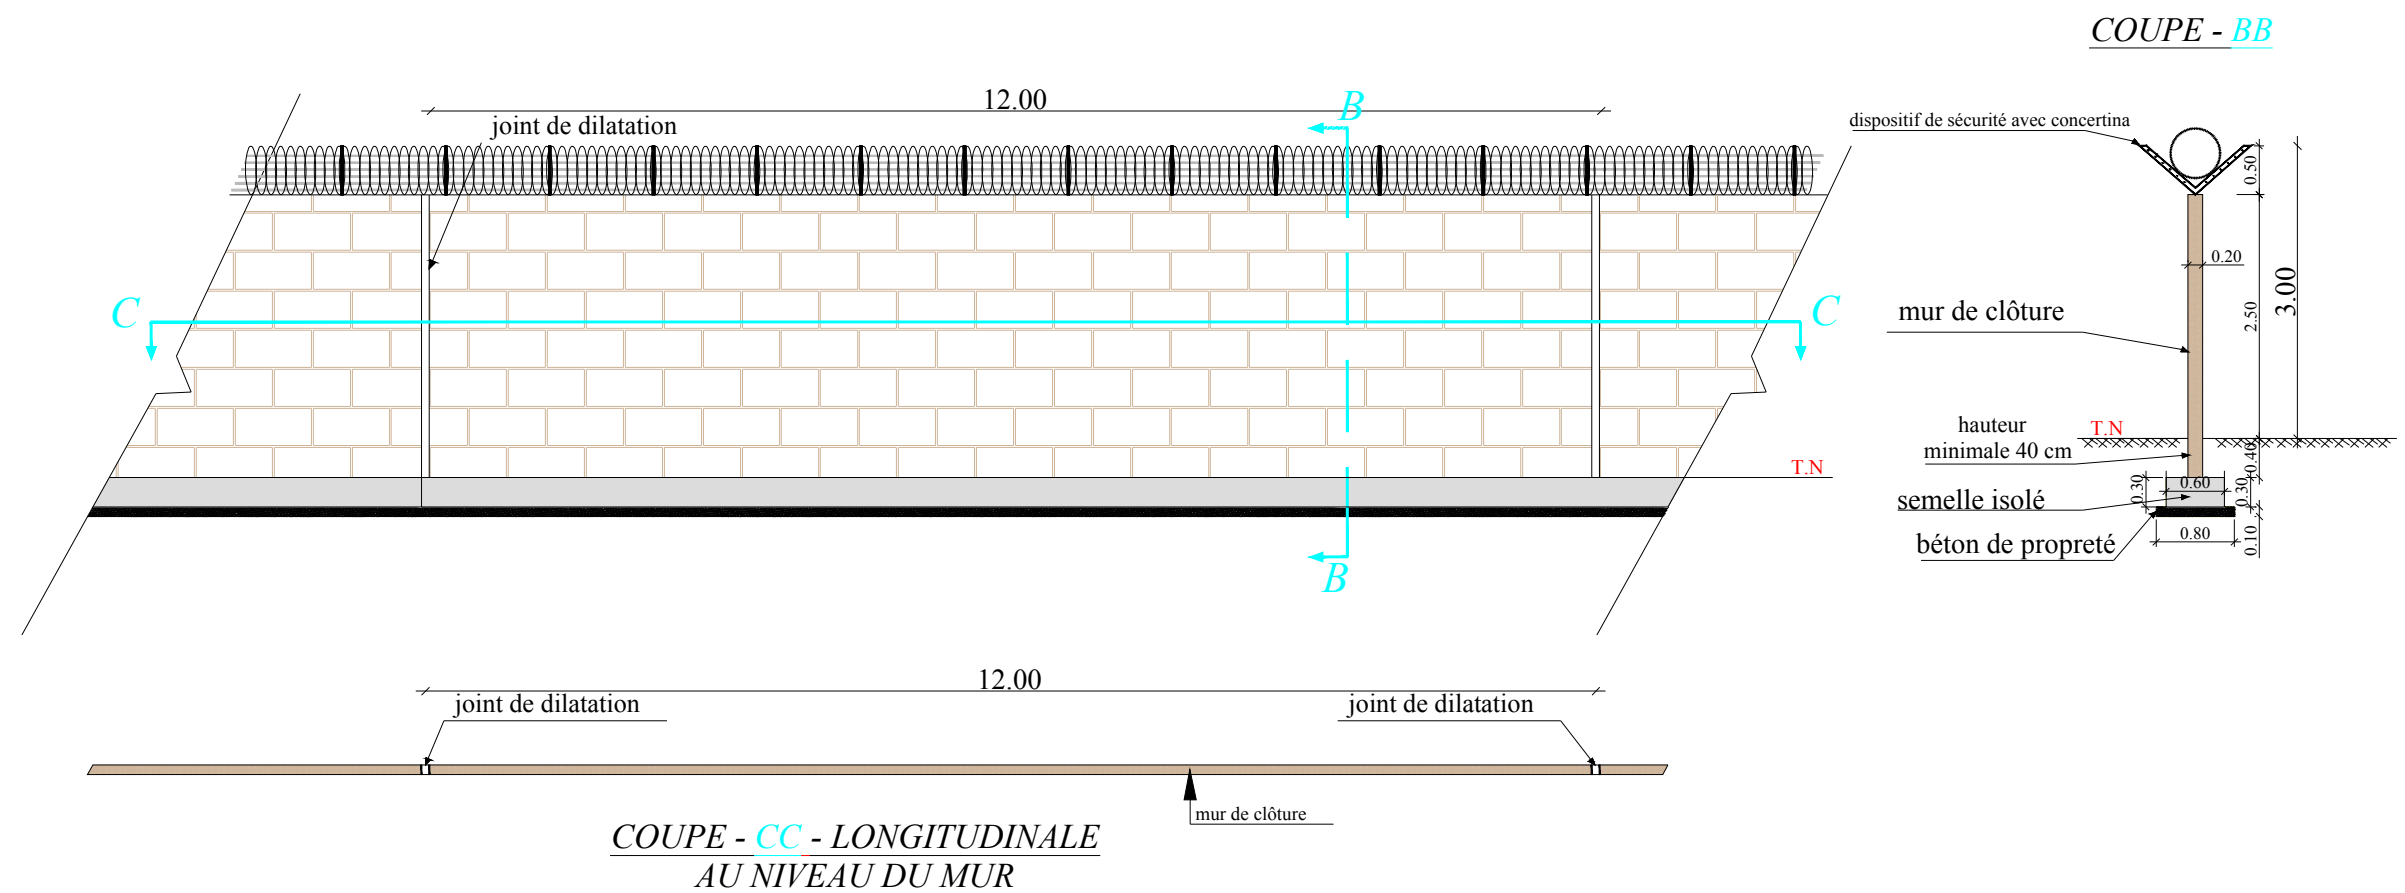 COUPE - BB
12.00
B
joint de dilatation
dispositif de sécurité avec concertina
0.50
0.20
C
C
mur de clôture
2.50
3.00
hauteur
minimale 40 cm
T.N
T.N
0.40
0.30
0.60
0.30
semelle isolé
béton de propreté
0.80
0.10
B
12.00
joint de dilatation
joint de dilatation
mur de clôture
COUPE - CC - LONGITUDINALE
AU NIVEAU DU MUR